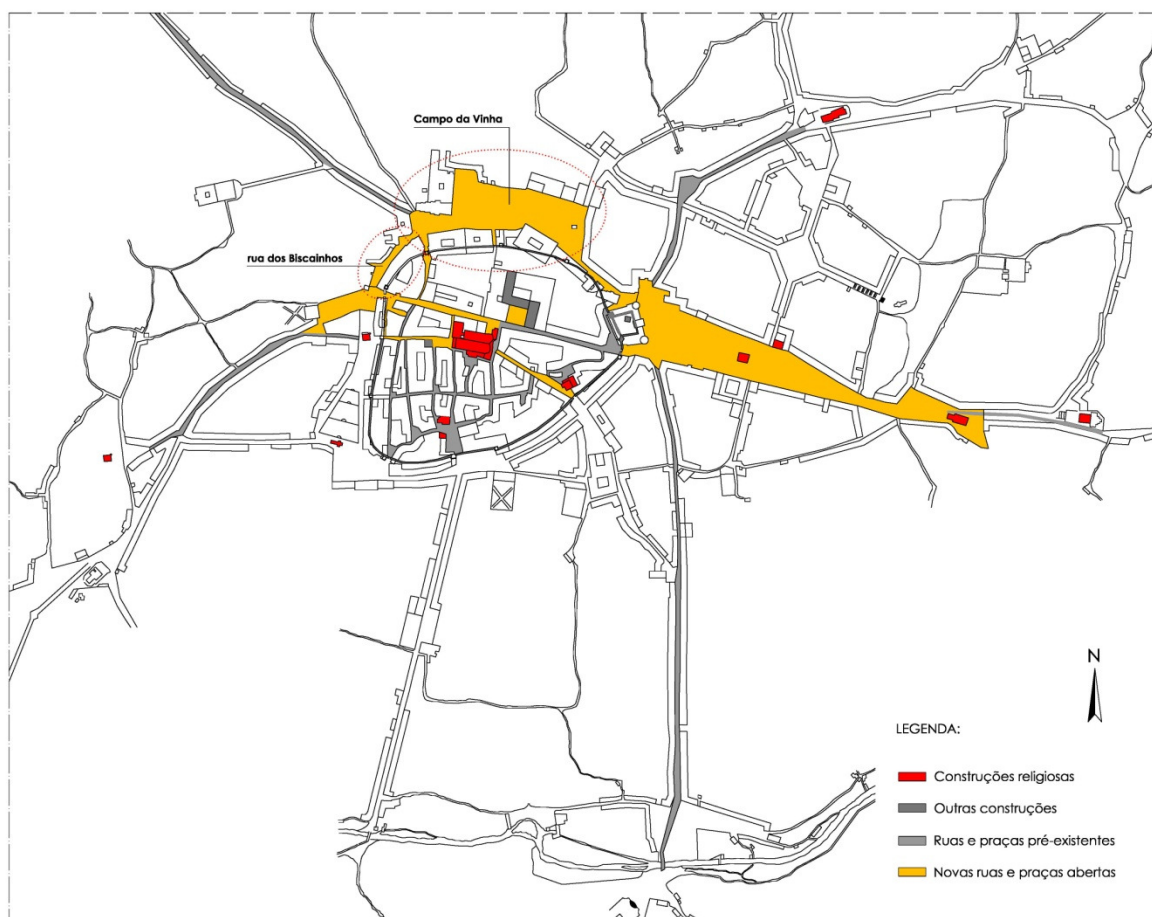 Campo da Vinha
rua dos Biscainhos
N
LEGENDA:
Construções religiosas
Outras construções
Ruas e praças pré-existentes
Novas ruas e praças abertas